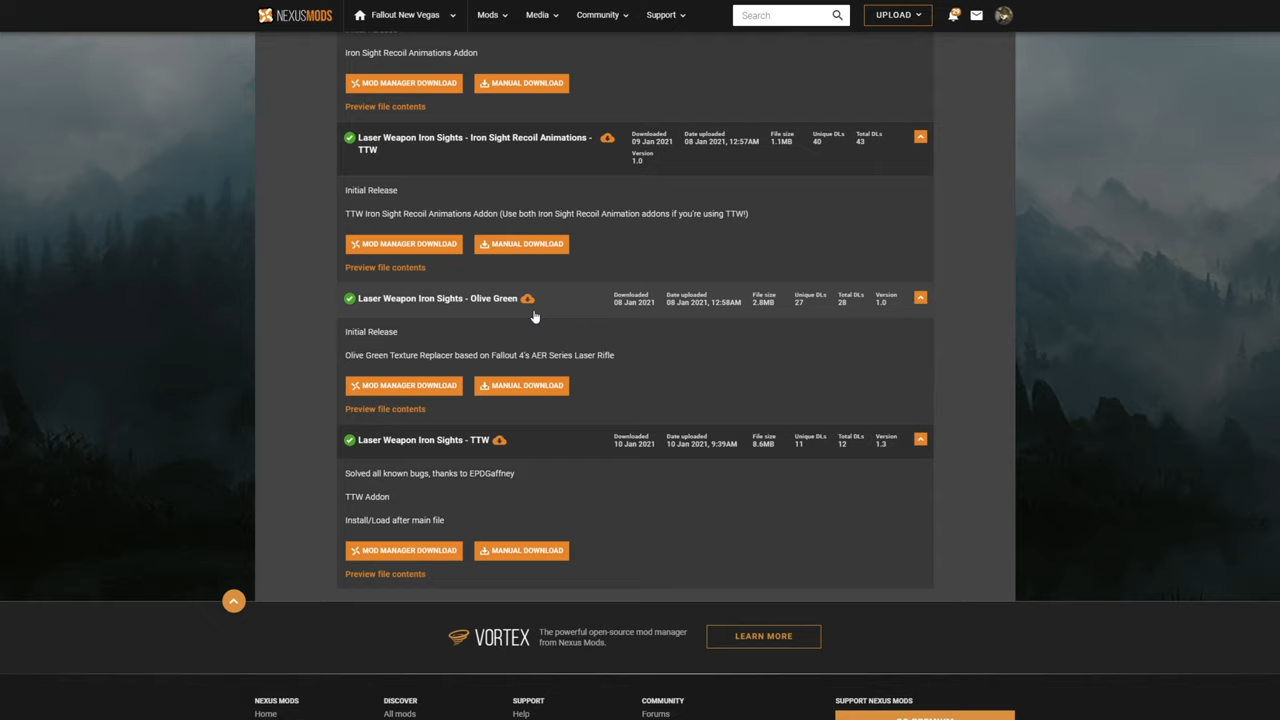 NEXUSMODS
Fallout New Vegas
Mods
Media
Community
Support
Search
UPLOAD
29
Iron Sight Recoil Animations Addon
MOD MANAGER DOWNLOAD
MANUAL DOWNLOAD
Preview file contents
Laser Weapon Iron Sights - Iron Sight Recoil Animations -
TTW
Downloaded
09 Jan 2021
Date uploaded
08 Jan 2021, 12:57AM
File size
1.1MB
Unique DLs
40
Total DLs
43
Version
1.0
Initial Release
TTW Iron Sight Recoil Animations Addon (Use both Iron Sight Recoil Animation addons if you're using TTW!)
MOD MANAGER DOWNLOAD
MANUAL DOWNLOAD
Preview file contents
Laser Weapon Iron Sights - Olive Green
Downloaded
08 Jan 2021
Date uploaded
08 Jan 2021, 12:58AM
File size
2.8MB
Unique DLs
27
Total DLs
28
Version
1.0
Initial Release
Olive Green Texture Replacer based on Fallout 4's AER Series Laser Rifle
MOD MANAGER DOWNLOAD
MANUAL DOWNLOAD
Preview file contents
Laser Weapon Iron Sights - TTW
Downloaded
10 Jan 2021
Date uploaded
10 Jan 2021, 9:39AM
File size
8.6MB
Unique DLs
11
Total DLs
12
Version
1.3
Solved all known bugs, thanks to EPDGaffney
TTW Addon
Install/Load after main file
MOD MANAGER DOWNLOAD
MANUAL DOWNLOAD
Preview file contents
VORTEX
The powerful open-source mod manager
from Nexus Mods.
LEARN MORE
NEXUS MODS
Home
DISCOVER
All mods
SUPPORT
Help
COMMUNITY
Forums
SUPPORT NEXUS MODS